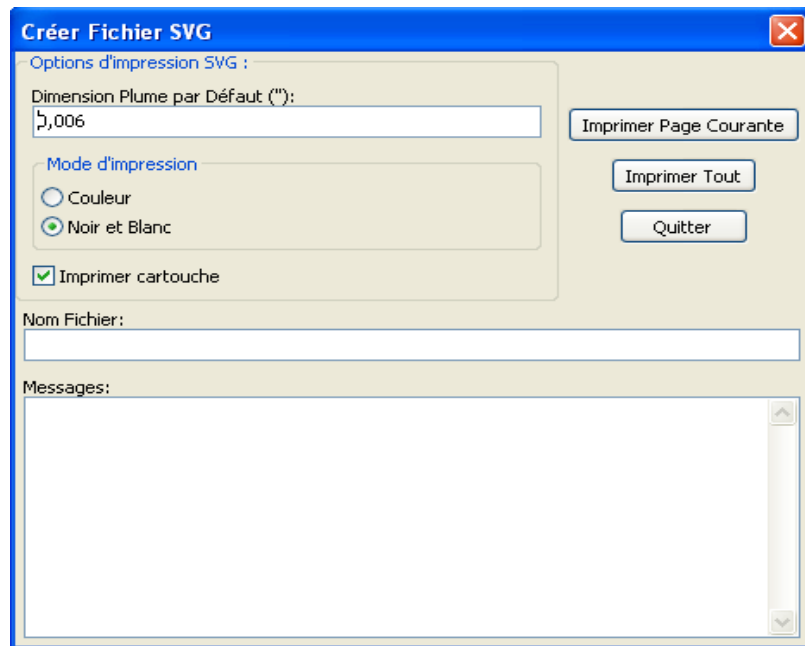 Créer Fichier SVG
Options d'impression SVG :
Dimension Plume par Défaut ("):
0,006
Imprimer Page Courante
Mode d'impression
Imprimer Tout
Couleur
Noir et Blanc
Quitter
Imprimer cartouche
Nom Fichier:
Messages: